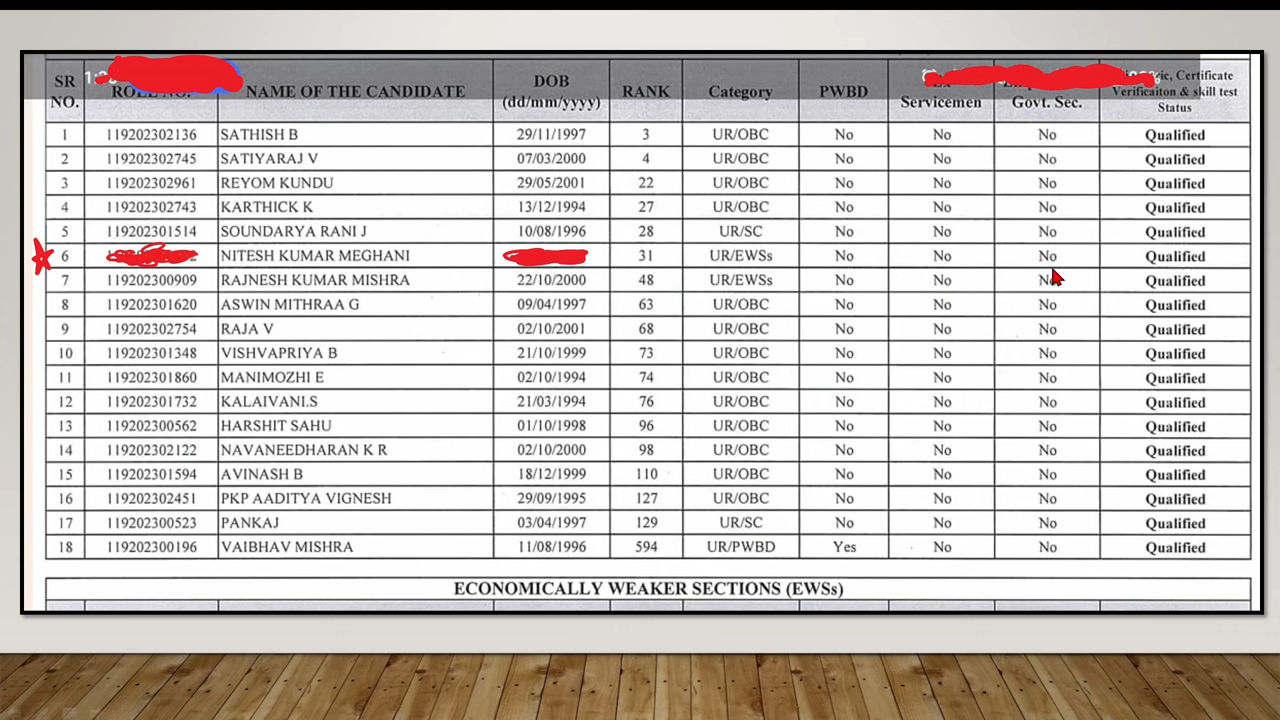 SR NO. ROLL NO. NAME OF THE CANDIDATE DOB (dd/mm/yyyy) RANK Category PWBD Servicemen Govt. Sec. Certificate Verificaiton & skill test Status
1 119202302136 SATHISH B 29/11/1997 3 UR/OBC No No No Qualified
2 119202302745 SATIYARAJ V 07/03/2000 4 UR/OBC No No No Qualified
3 119202302961 REYOM KUNDU 29/05/2001 22 UR/OBC No No No Qualified
4 119202302743 KARTHICK K 13/12/1994 27 UR/OBC No No No Qualified
5 119202301514 SOUNDARYA RANI J 10/08/1996 28 UR/SC No No No Qualified
6 NITESH KUMAR MEGHANI 31 UR/EWSs No No No Qualified
7 119202300909 RAJNESH KUMAR MISHRA 22/10/2000 48 UR/EWSs No No No Qualified
8 119202301620 ASWIN MITHRAA G 09/04/1997 63 UR/OBC No No No Qualified
9 119202302754 RAJA V 02/10/2001 68 UR/OBC No No No Qualified
10 119202301348 VISHVAPRIYA B 21/10/1999 73 UR/OBC No No No Qualified
11 119202301860 MANIMOZHI E 02/10/1994 74 UR/OBC No No No Qualified
12 119202301732 KALAIVANI.S 21/03/1994 76 UR/OBC No No No Qualified
13 119202300562 HARSHIT SAHU 01/10/1998 96 UR/OBC No No No Qualified
14 119202302122 NAVANEEDHARAN K R 02/10/2000 98 UR/OBC No No No Qualified
15 119202301594 AVINASH B 18/12/1999 110 UR/OBC No No No Qualified
16 119202302451 PKP AADITYA VIGNESH 29/09/1995 127 UR/OBC No No No Qualified
17 119202300523 PANKAJ 03/04/1997 129 UR/SC No No No Qualified
18 119202300196 VAIBHAV MISHRA 11/08/1996 594 UR/PWBD Yes No No Qualified
ECONOMICALLY WEAKER SECTIONS (EWSs)